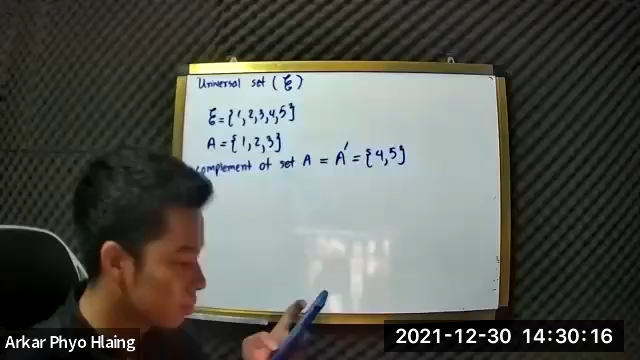 Universal set (ξ)
ξ = {1,2,3,4,5}
A = {1,2,3}
complement of set A = A' = {4,5}
Arkar Phyo Hlaing
2021-12-30 14:30:16